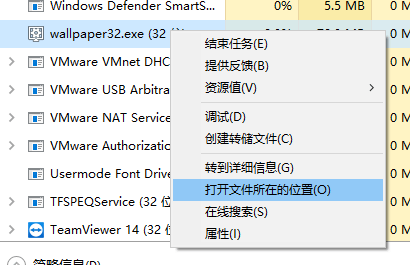 Windows Defender SmartS...
0%
5.5 MB
0 M
wallpaper32.exe (32 位)
结束任务(E)
VMware VMnet DHC
提供反馈(B)
VMware USB Arbitra
资源值(V)
VMware NAT Service
调试(D)
创建转储文件(C)
VMware Authorization
转到详细信息(G)
Usermode Font Drive
打开文件所在的位置(O)
TFSPEQService (32 位
在线搜索(S)
TeamViewer 14 (32 位
属性(I)
简略信息(D)